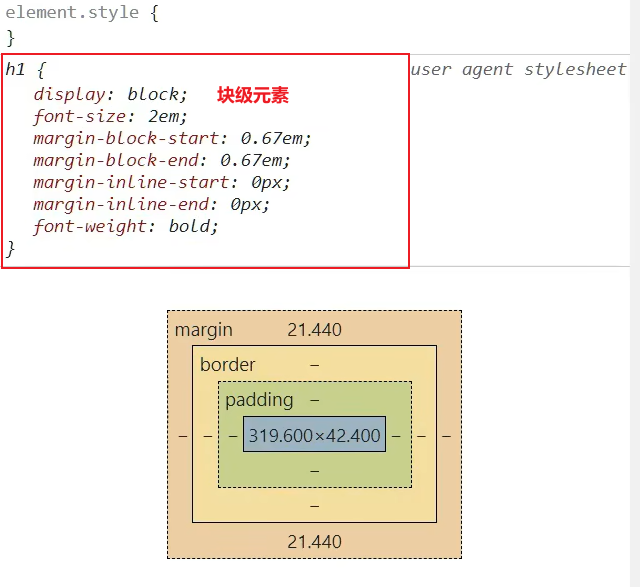 element.style {
}
h1 { user agent stylesheet
display: block; 块级元素
font-size: 2em;
margin-block-start: 0.67em;
margin-block-end: 0.67em;
margin-inline-start: 0px;
margin-inline-end: 0px;
font-weight: bold;
}
margin 21.440
border –
padding –
– – – 319.600×42.400 – – –
–
–
21.440